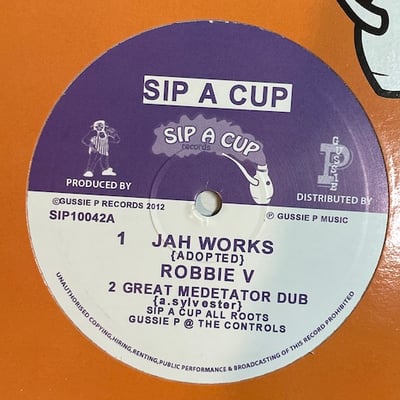 SIP A CUP
SIP A CUP
records
GUSSIE
P
PRODUCED BY
DISTRIBUTED BY
©GUSSIE P RECORDS 2012
℗ GUSSIE P MUSIC
SIP10042A
1 JAH WORKS
{ADOPTED}
ROBBIE V
2 GREAT MEDETATOR DUB
{a.sylvester}
SIP A CUP ALL ROOTS
GUSSIE P @ THE CONTROLS
UNAUTHORISED COPYING,HIRING,RENTING,PUBLIC PERFORMANCE & BROADCASTING OF THIS RECORD PROHIBITED